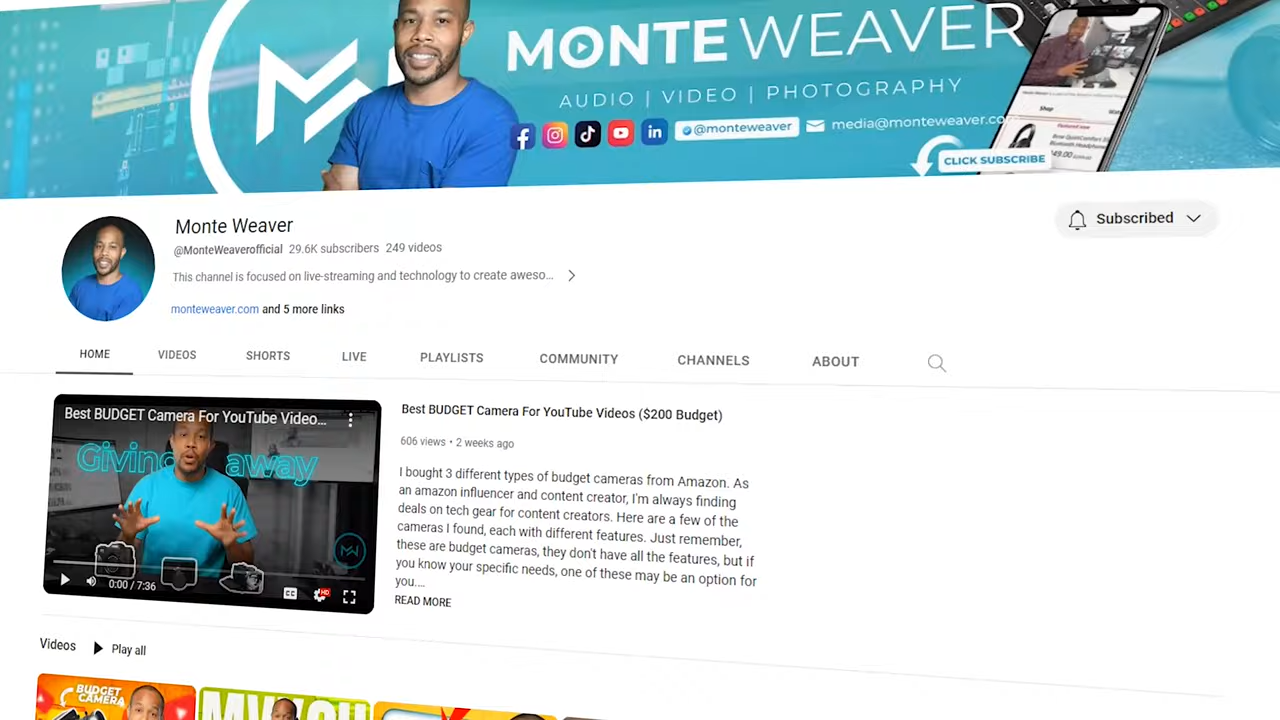 MONTE WEAVER
AUDIO | VIDEO | PHOTOGRAPHY
@monteweaver media@monteweaver.co
CLICK SUBSCRIBE
Shop
Monte Weaver
@MonteWeaverofficial 29.6K subscribers 249 videos
This channel is focused on live-streaming and technology to create aweso...
monteweaver.com and 5 more links
Subscribed
HOME VIDEOS SHORTS LIVE PLAYLISTS COMMUNITY CHANNELS ABOUT
Best BUDGET Camera For YouTube Video...
Giving away
0:00 / 7:36
CC HD
Best BUDGET Camera For YouTube Videos ($200 Budget)
606 views • 2 weeks ago
I bought 3 different types of budget cameras from Amazon. As
an amazon influencer and content creator, I'm always finding
deals on tech gear for content creators. Here are a few of the
cameras I found, each with different features. Just remember,
these are budget cameras, they don't have all the features, but if
you know your specific needs, one of these may be an option for
you....
READ MORE
Videos Play all
BUDGET
CAMERA